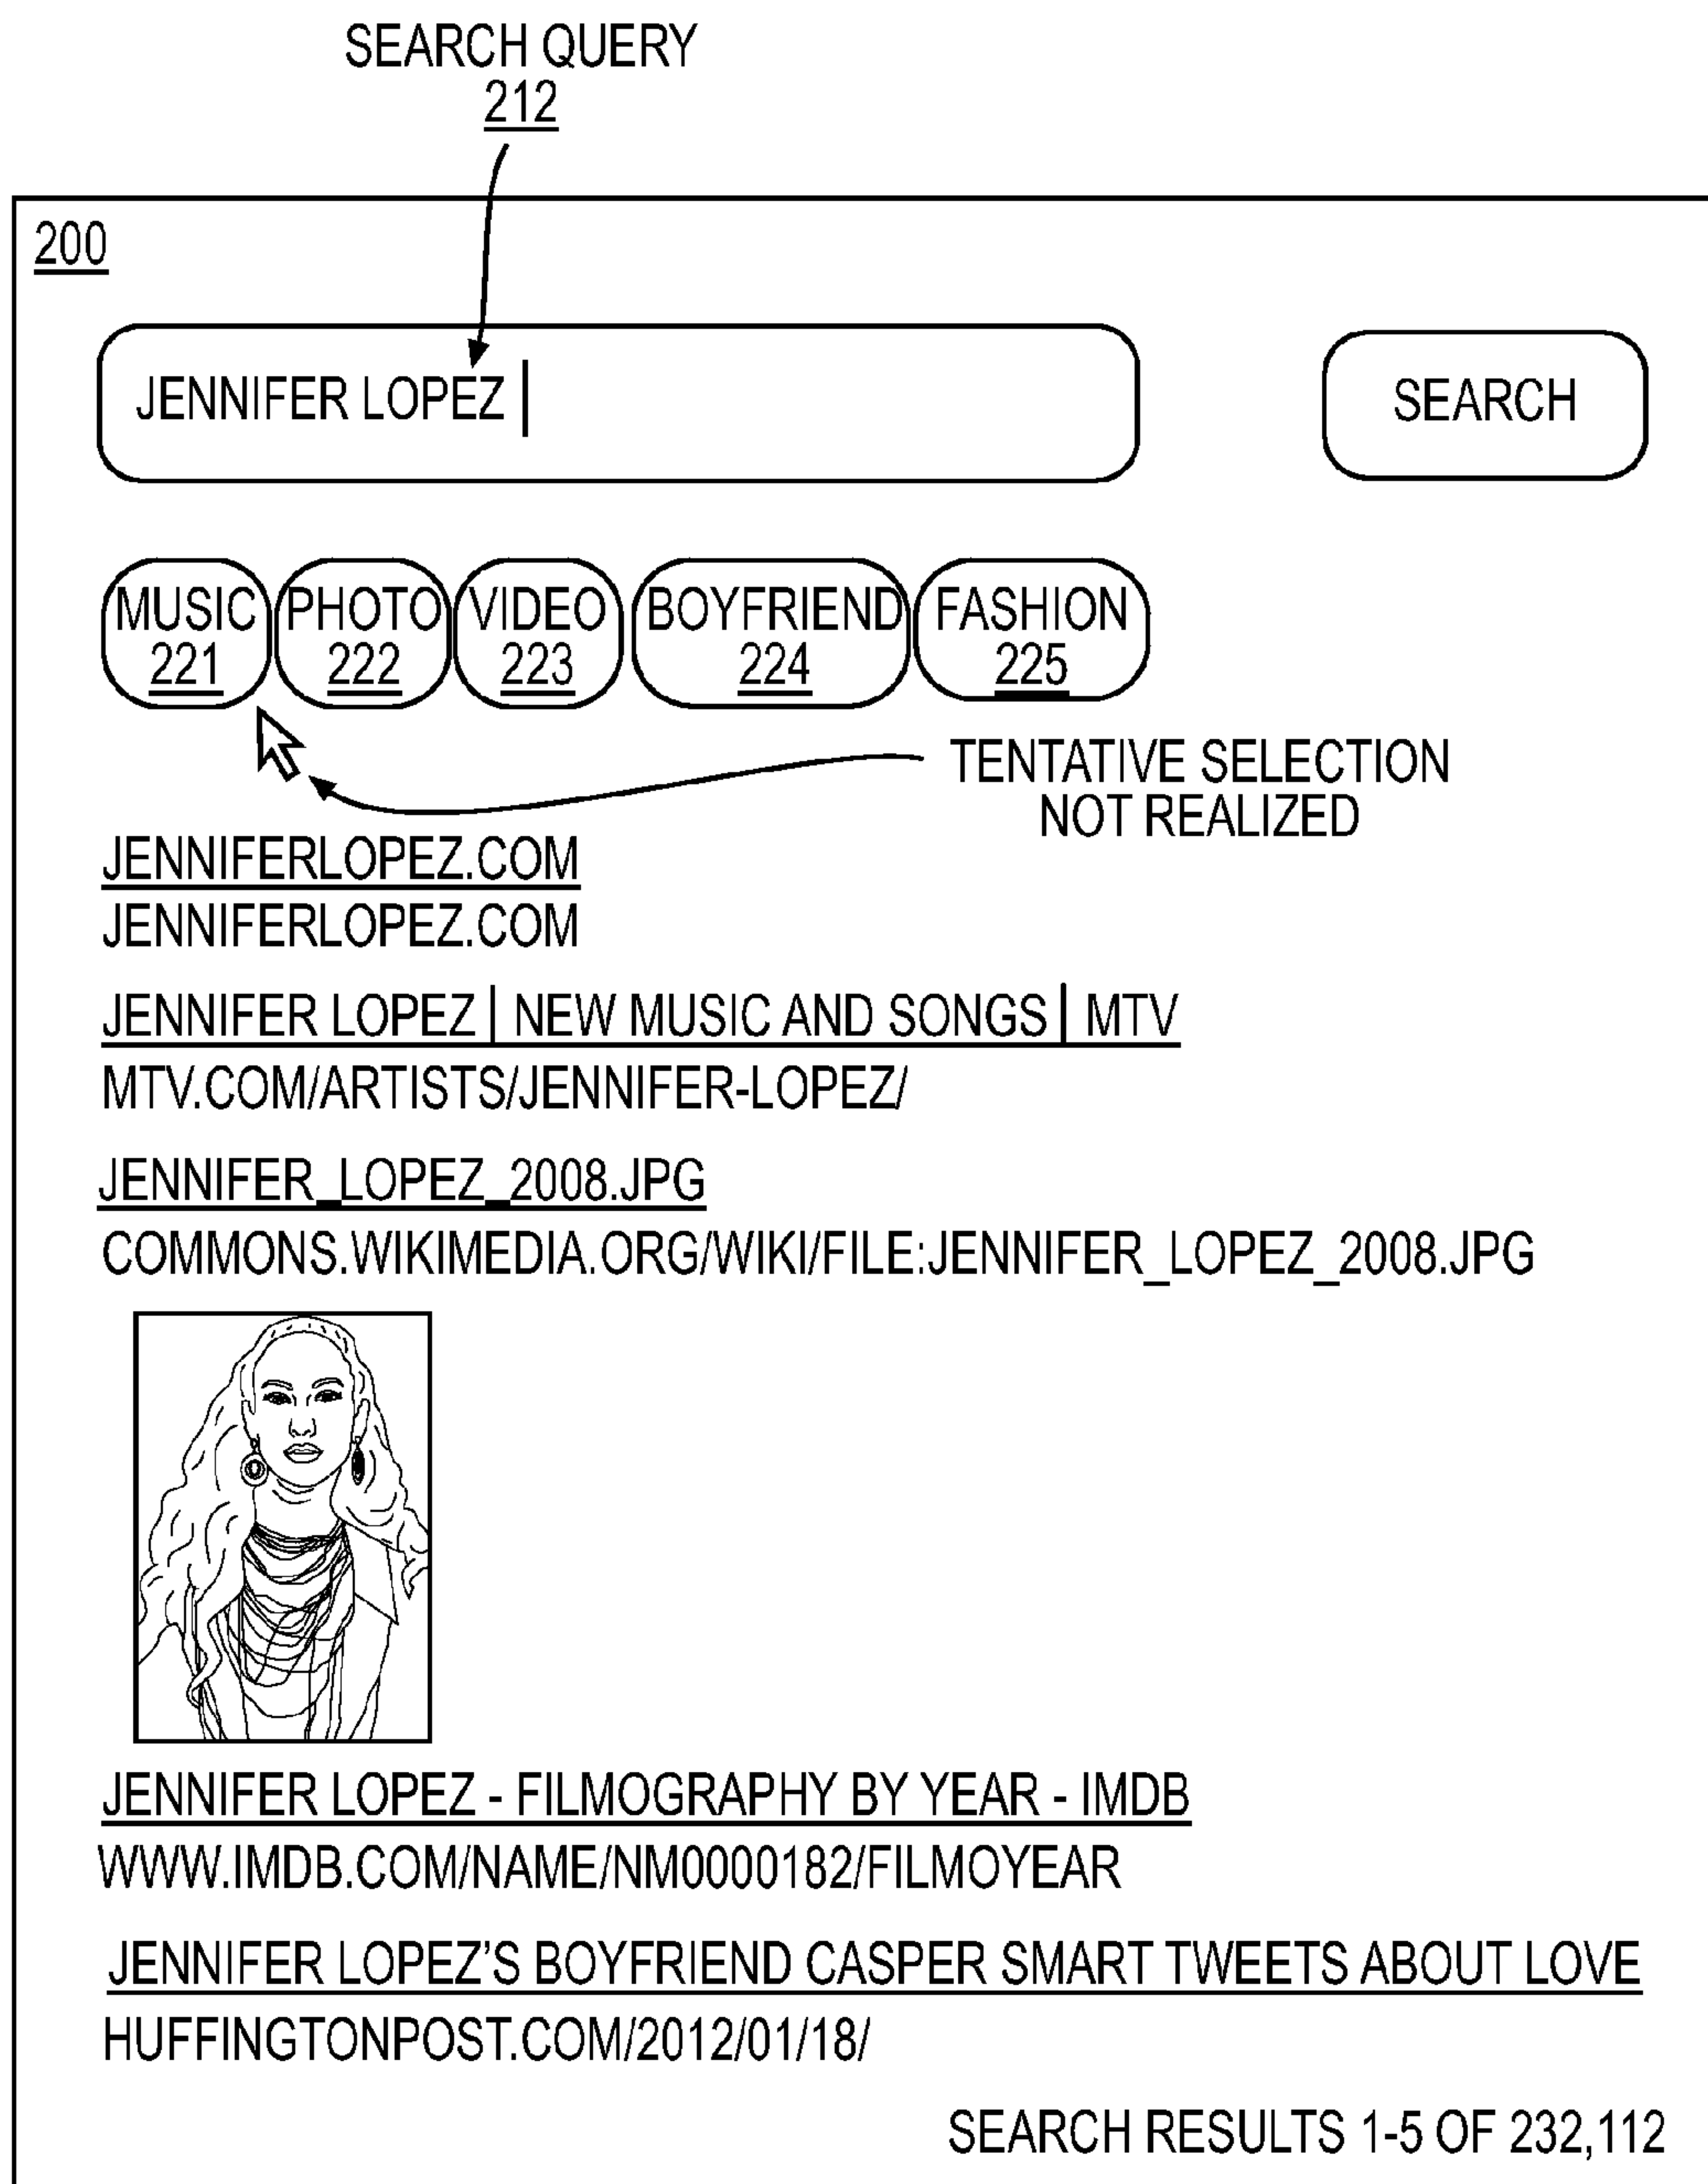 SEARCH QUERY
212
200
JENNIFER LOPEZ
SEARCH
MUSIC PHOTO VIDEO BOYFRIEND FASHION
221 222 223 224 225
TENTATIVE SELECTION
NOT REALIZED
JENNIFERLOPEZ.COM
JENNIFERLOPEZ.COM
JENNIFER LOPEZ | NEW MUSIC AND SONGS | MTV
MTV.COM/ARTISTS/JENNIFER-LOPEZ/
JENNIFER_LOPEZ_2008.JPG
COMMONS.WIKIMEDIA.ORG/WIKI/FILE:JENNIFER_LOPEZ_2008.JPG
JENNIFER LOPEZ - FILMOGRAPHY BY YEAR - IMDB
WWW.IMDB.COM/NAME/NM0000182/FILMOYEAR
JENNIFER LOPEZ'S BOYFRIEND CASPER SMART TWEETS ABOUT LOVE
HUFFINGTONPOST.COM/2012/01/18/
SEARCH RESULTS 1-5 OF 232,112